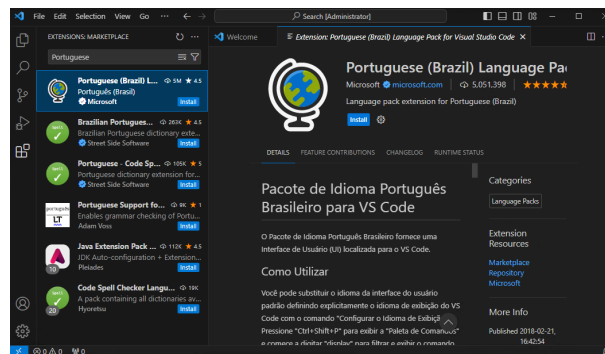 File Edit Selection View Go ···
Search [Administrator]
EXTENSIONS: MARKETPLACE
Portuguese
Portuguese (Brazil) L... 5M ★ 4.5
Português (Brasil)
Microsoft Install
Brazilian Portugues... 263K ★ 4.5
Brazilian Portuguese dictionary exte...
Street Side Software Install
Portuguese - Code Sp... 105K ★ 5
Portuguese dictionary extension for...
Street Side Software Install
Portuguese Support fo... 9K ★ 1
Enables grammar checking of Portu...
Adam Voss Install
Java Extension Pack ... 112K ★ 4.5
JDK Auto-configuration + Extension...
Pleiades Install
10
Code Spell Checker Langu... 19K
A pack containing all dictionaries av...
Hyoretsu Install
20
Welcome
Extension: Portuguese (Brazil) Language Pack for Visual Studio Code
Portuguese (Brazil) Language Pa
Microsoft microsoft.com | 5,051,398 | ★★★★
Language pack extension for Portuguese (Brazil)
Install
DETAILS FEATURE CONTRIBUTIONS CHANGELOG RUNTIME STATUS
Pacote de Idioma Português
Brasileiro para VS Code
O Pacote de Idioma Português Brasileiro fornece uma
Interface de Usuário (UI) localizada para o VS Code.
Como Utilizar
Você pode substituir o idioma da interface do usuário
padrão definindo explicitamente o idioma de exibição do VS
Code com o comando "Configurar o Idioma de Exibiç
Pressione "Ctrl+Shift+P" para exibir a "Paleta de Comandos"
e comece a digitar "display" para filtrar e exibir o comando
Categories
Language Packs
Extension
Resources
Marketplace
Repository
Microsoft
More Info
Published 2018-02-21,
16:42:54
0 0 0